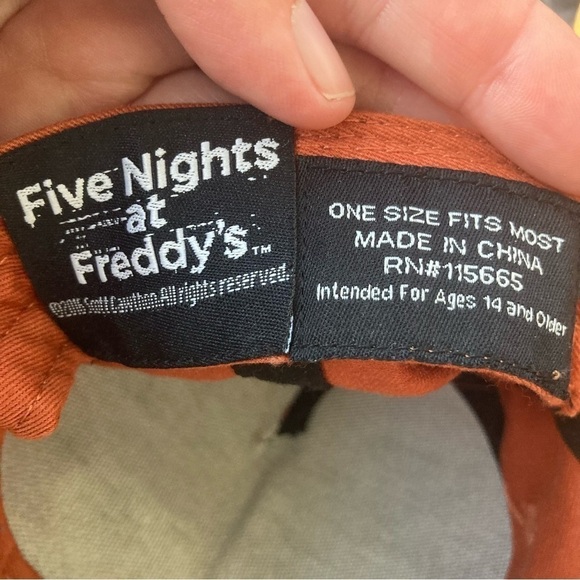 Five Nights
at
Freddy's™
©2016 Scott Cawthon.All rights reserved.
ONE SIZE FITS MOST
MADE IN CHINA
RN#115665
Intended For Ages 14 and Older